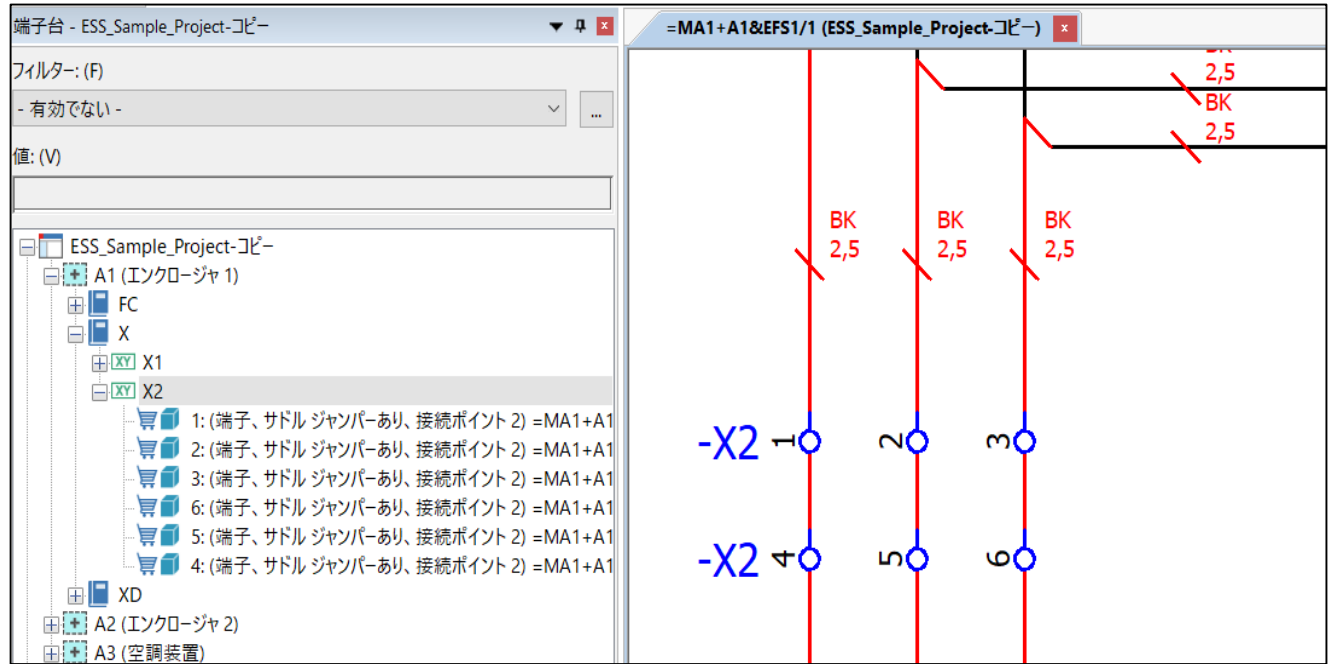 端子台 - ESS_Sample_Project-コピー
フィルター: (F)
- 有効でない -
...
値: (V)
ESS_Sample_Project-コピー
A1 (エンクロージャ 1)
FC
X
XY X1
XY X2
1: (端子、サドル ジャンパーあり、接続ポイント 2) =MA1+A1
2: (端子、サドル ジャンパーあり、接続ポイント 2) =MA1+A1
3: (端子、サドル ジャンパーあり、接続ポイント 2) =MA1+A1
6: (端子、サドル ジャンパーあり、接続ポイント 2) =MA1+A1
5: (端子、サドル ジャンパーあり、接続ポイント 2) =MA1+A1
4: (端子、サドル ジャンパーあり、接続ポイント 2) =MA1+A1
XD
A2 (エンクロージャ 2)
A3 (空調装置)
=MA1+A1&EFS1/1 (ESS_Sample_Project-コピー)
BK
2,5
BK
2,5
BK BK BK
2,5 2,5 2,5
-X2 1 2 3
-X2 4 5 6